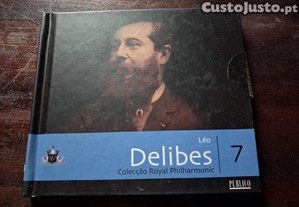 CustoJusto.pt
Léo
Delibes 7
Colecção Royal Philharmonic
PÚBLICO